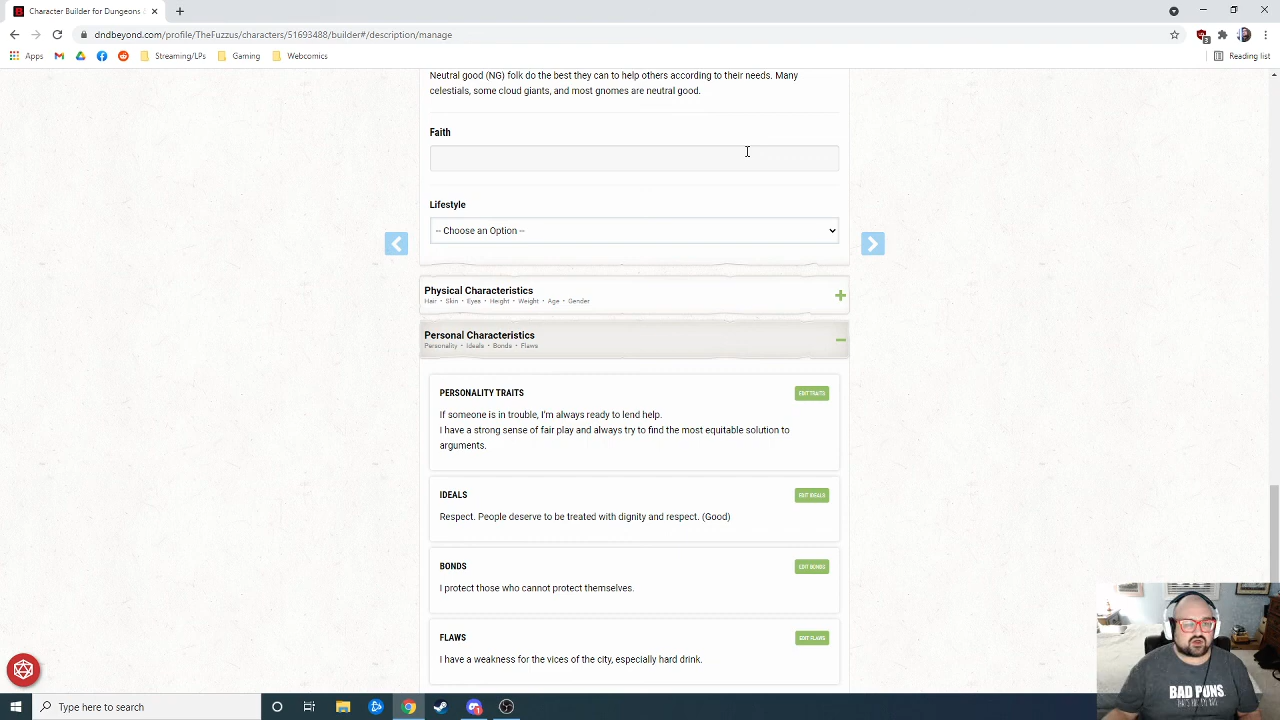 Character Builder for Dungeons
dndbeyond.com/profile/TheFuzzus/characters/51693488/builder#/description/manage
Apps
Streaming/LPs
Gaming
Webcomics
Reading list
Neutral good (NG) folk do the best they can to help others according to their needs. Many
celestials, some cloud giants, and most gnomes are neutral good.
Faith
Lifestyle
-- Choose an Option --
Physical Characteristics
Hair • Skin • Eyes • Height • Weight • Age • Gender
Personal Characteristics
Personality • Ideals • Bonds • Flaws
PERSONALITY TRAITS
EDIT TRAITS
If someone is in trouble, I'm always ready to lend help.
I have a strong sense of fair play and always try to find the most equitable solution to
arguments.
IDEALS
EDIT IDEALS
Respect. People deserve to be treated with dignity and respect. (Good)
BONDS
EDIT BONDS
I protect those who cannot protect themselves.
FLAWS
EDIT FLAWS
I have a weakness for the vices of the city, especially hard drink.
BAD PUNS
THAT'S HOW EYE ROLL
Type here to search